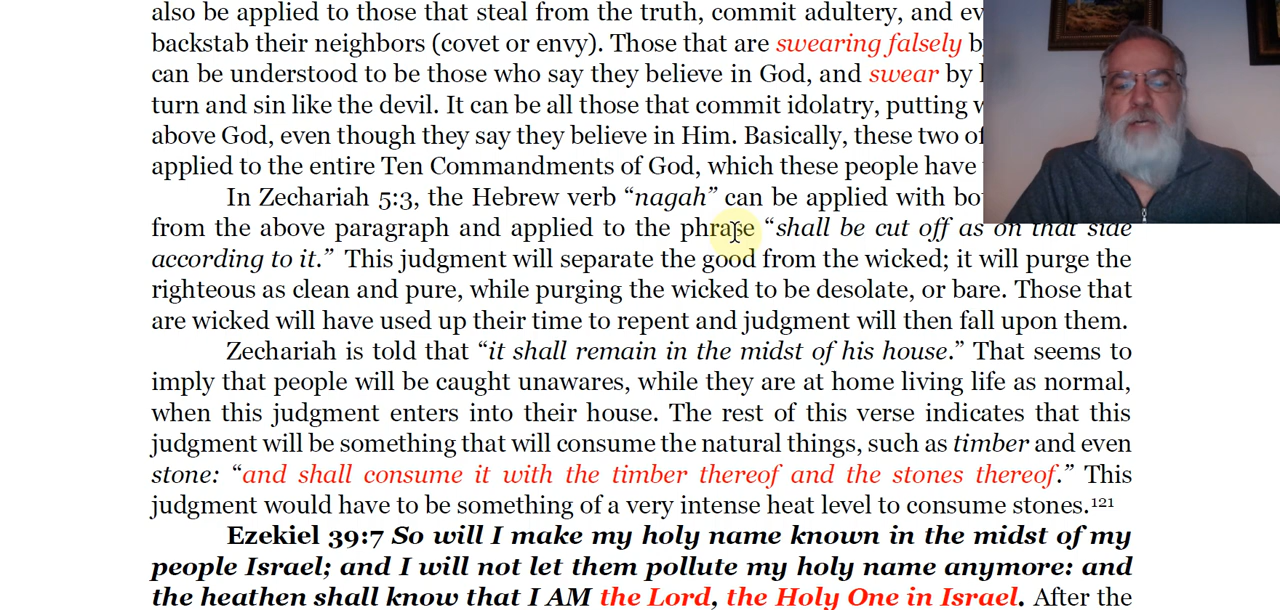 also be applied to those that steal from the truth, commit adultery, and
backstab their neighbors (covet or envy). Those that are swearing falsely
can be understood to be those who say they believe in God, and swear by
turn and sin like the devil. It can be all those that commit idolatry, putting
above God, even though they say they believe in Him. Basically, these two
applied to the entire Ten Commandments of God, which these people have
In Zechariah 5:3, the Hebrew verb “nagah” can be applied with
from the above paragraph and applied to the phrase “shall be cut off as on that side
according to it.” This judgment will separate the good from the wicked; it will purge the
righteous as clean and pure, while purging the wicked to be desolate, or bare. Those that
are wicked will have used up their time to repent and judgment will then fall upon them.
Zechariah is told that “it shall remain in the midst of his house.” That seems to
imply that people will be caught unawares, while they are at home living life as normal,
when this judgment enters into their house. The rest of this verse indicates that this
judgment will be something that will consume the natural things, such as timber and even
stone: “and shall consume it with the timber thereof and the stones thereof.” This
judgment would have to be something of a very intense heat level to consume stones.121
Ezekiel 39:7 So will I make my holy name known in the midst of my
people Israel; and I will not let them pollute my holy name anymore: and
the heathen shall know that I AM the Lord, the Holy One in Israel. After the